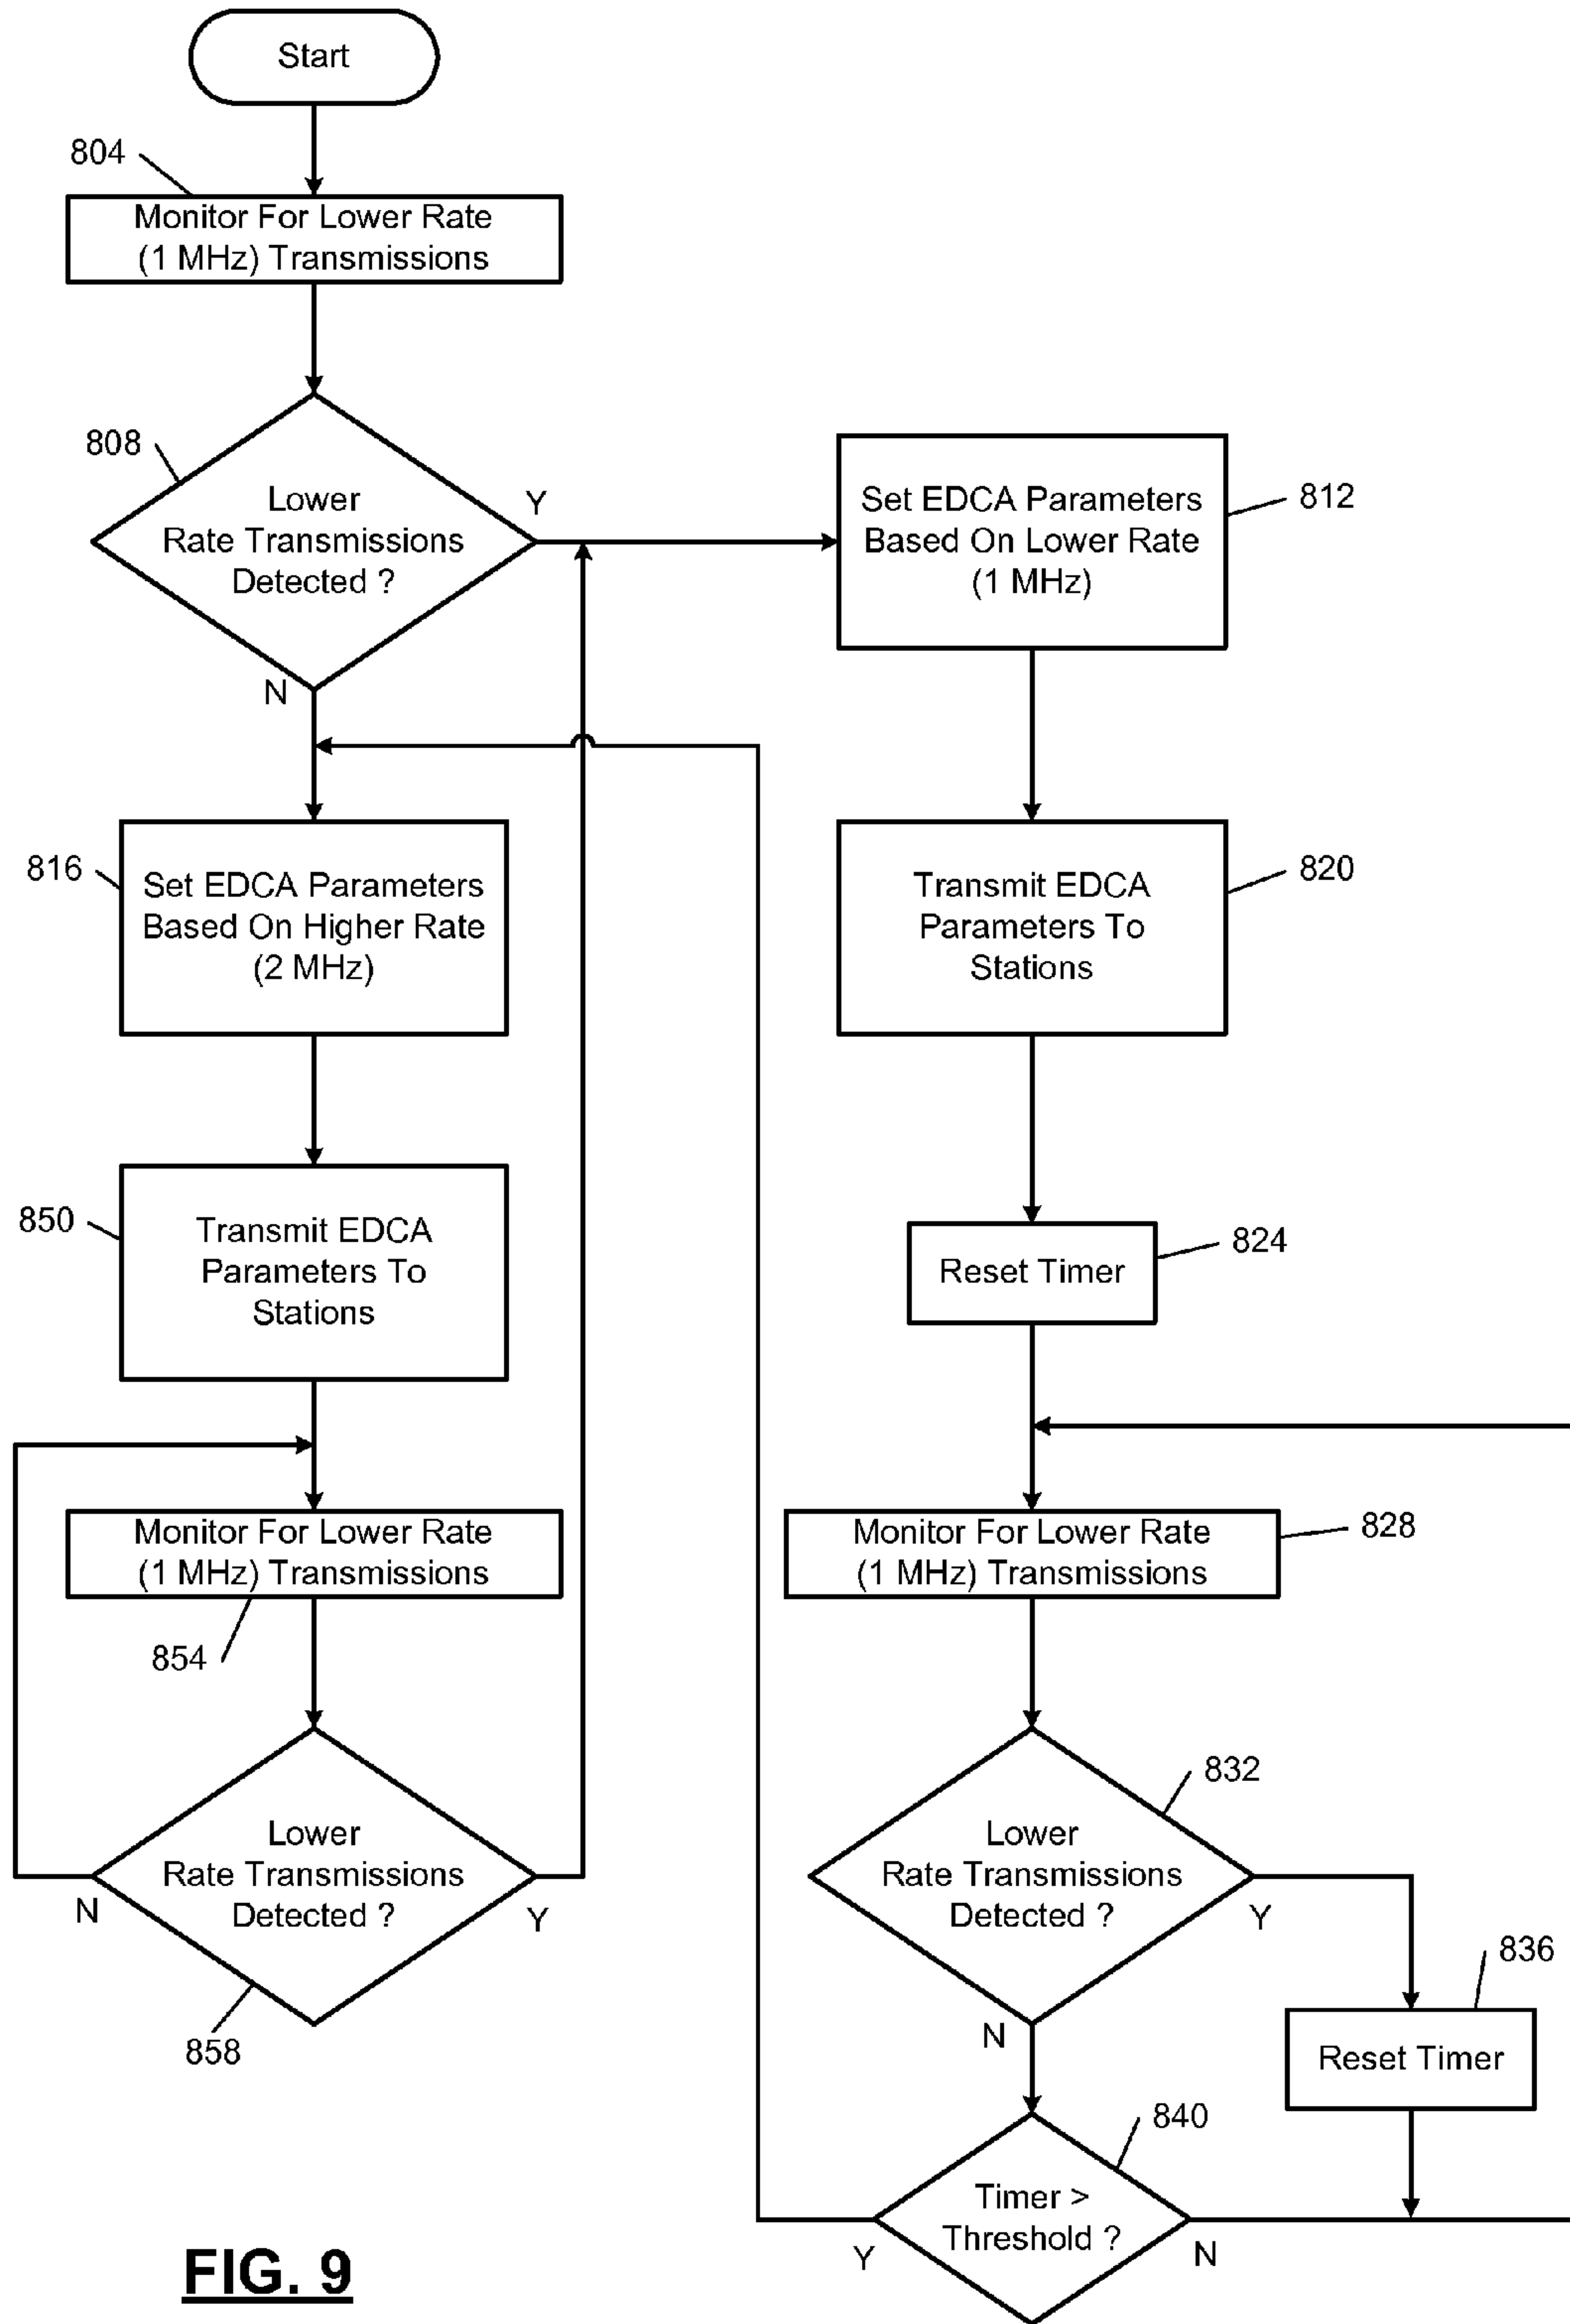 Start
804
Monitor For Lower Rate
(1 MHz) Transmissions
808
Lower
Rate Transmissions
Detected ?
Y
N
Set EDCA Parameters
Based On Lower Rate
(1 MHz)
812
816
Set EDCA Parameters
Based On Higher Rate
(2 MHz)
Transmit EDCA
Parameters To
Stations
820
850
Transmit EDCA
Parameters To
Stations
Reset Timer
824
Monitor For Lower Rate
(1 MHz) Transmissions
854
Monitor For Lower Rate
(1 MHz) Transmissions
828
Lower
Rate Transmissions
Detected ?
N
Y
858
Lower
Rate Transmissions
Detected ?
832
Y
N
836
Reset Timer
840
Timer >
Threshold ?
Y
N
FIG. 9